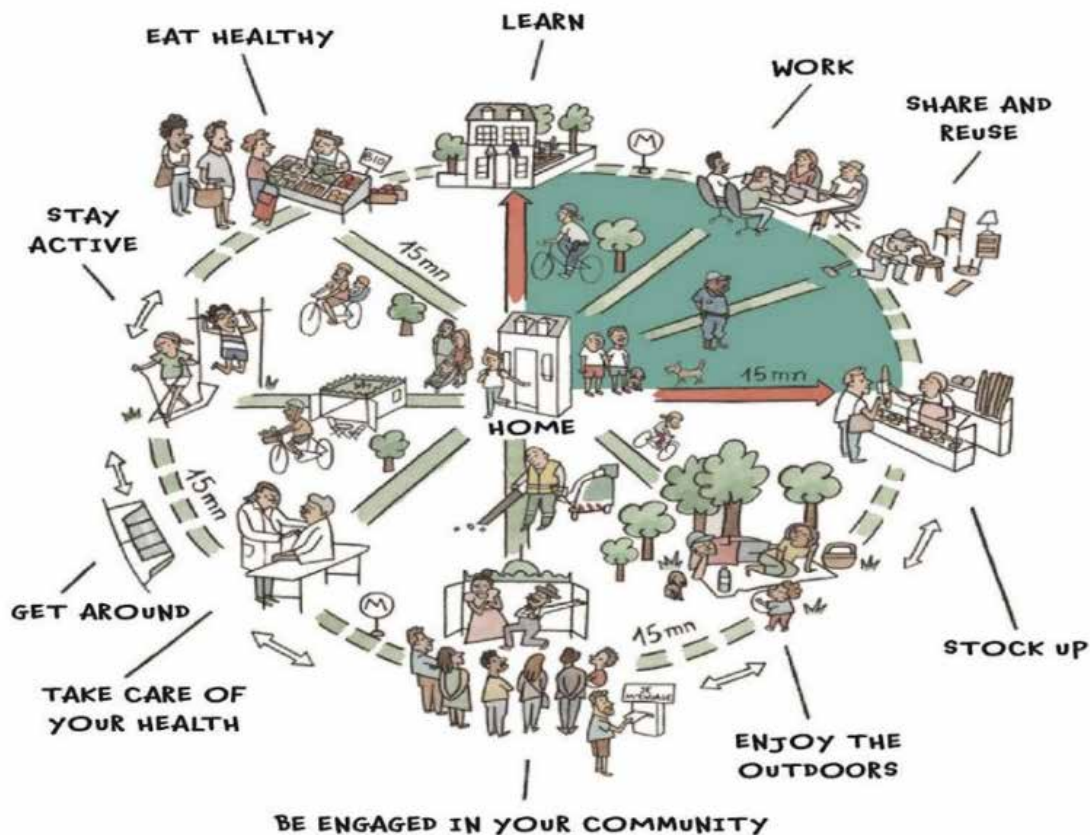 LEARN
EAT HEALTHY
WORK
SHARE AND
REUSE
M
BIO
STAY
ACTIVE
15mn
15mn
HOME
15mn
GET AROUND
M
15mn
STOCK UP
TAKE CARE OF
YOUR HEALTH
ENJOY THE
OUTDOORS
BE ENGAGED IN YOUR COMMUNITY